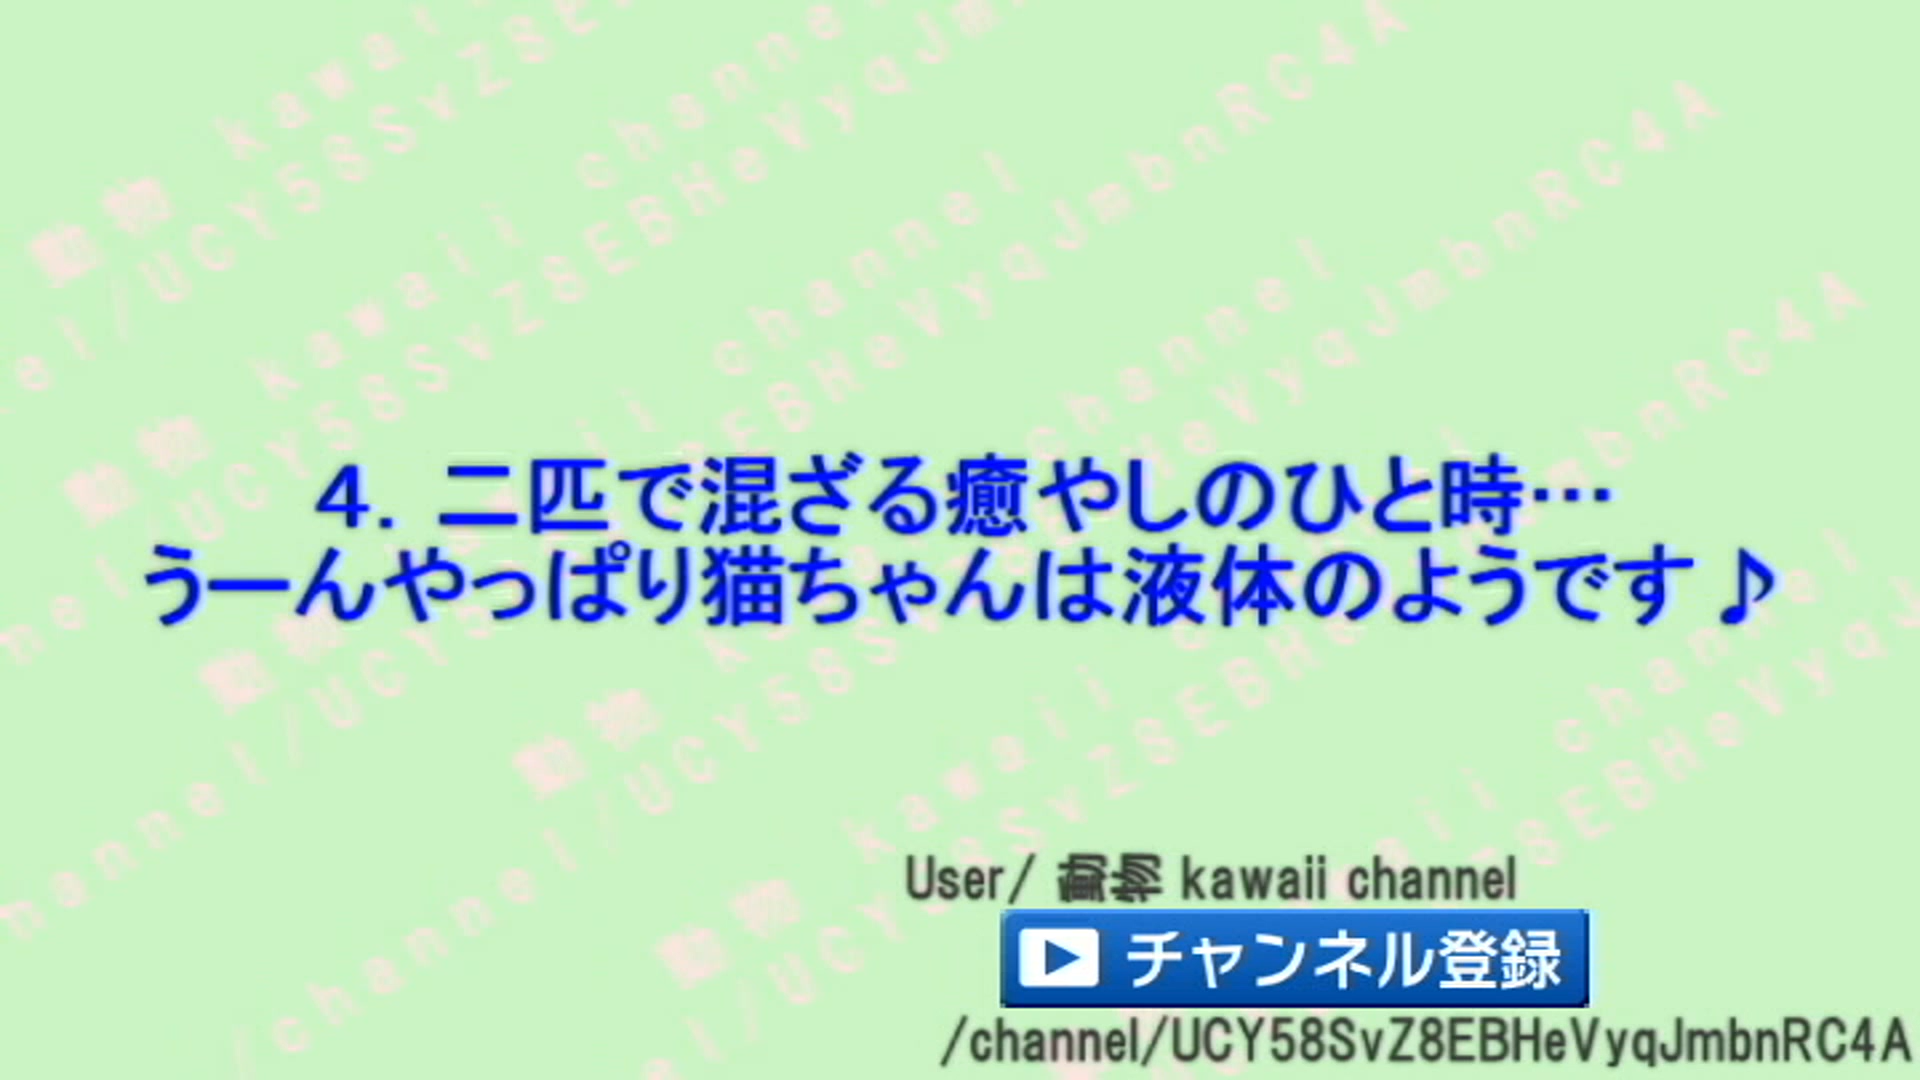 4. 二匹で混ざる癒やしのひと時…
うーんやっぱり猫ちゃんは液体のようです♪
User/ 動物 kawaii channel
チャンネル登録
/channel/UCY58SvZ8EBHeVyqJmbnRC4A